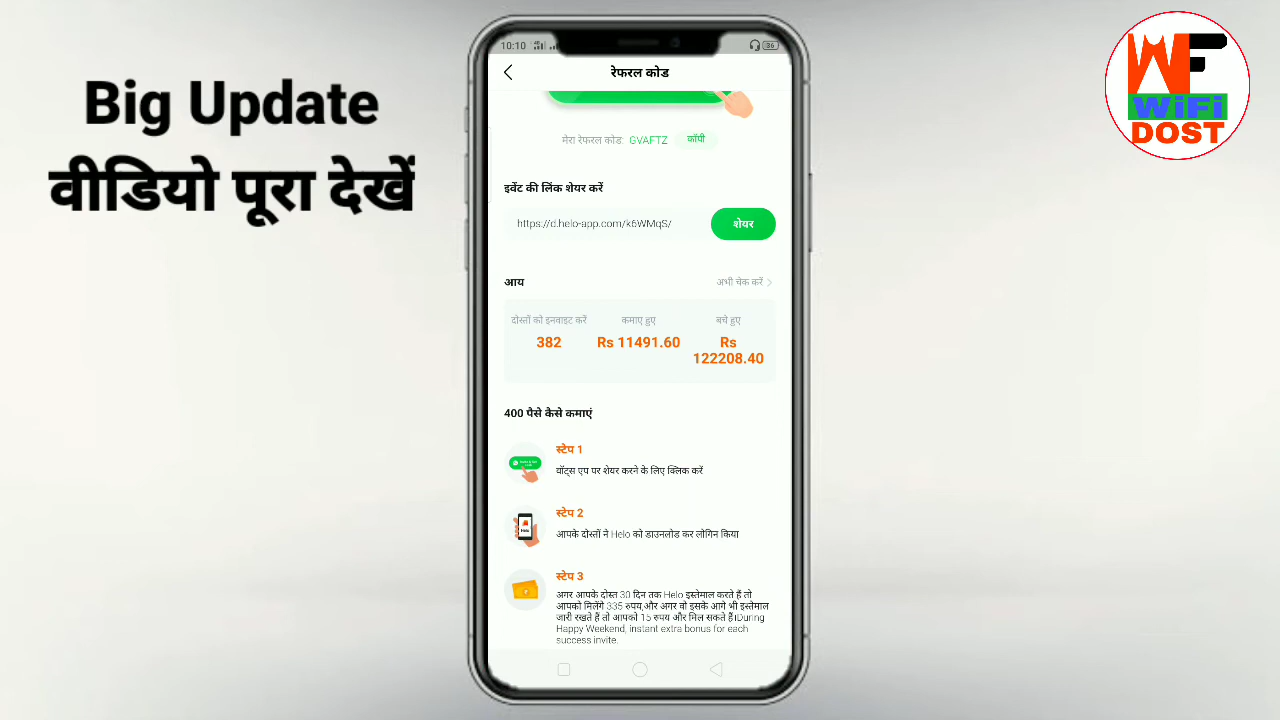 Big Update
वीडियो पूरा देखें
WF
WiFi
DOST
10:10
36
रेफरल कोड
मेरा रेफरल कोड: GVAFTZ कॉपी
इवेंट की लिंक शेयर करें
https://d.helo-app.com/k6WMqS/ शेयर
आय अभी चेक करें
दोस्तों को इनवाइट करें कमाए हुए बचे हुए
382 Rs 11491.60 Rs
122208.40
400 पैसे कैसे कमाएं
स्टेप 1
वॉट्स एप पर शेयर करने के लिए क्लिक करें
स्टेप 2
Helo
आपके दोस्तों ने Helo को डाउनलोड कर लोगिन किया
स्टेप 3
अगर आपके दोस्त 30 दिन तक Helo इस्तेमाल करते हैं तो
आपको मिलेंगे 335 रुपय,और अगर वो इसके आगे भी इस्तेमाल
जारी रखते हैं तो आपको 15 रुपय और मिल सकते हैं।During
Happy Weekend, instant extra bonus for each
success invite.